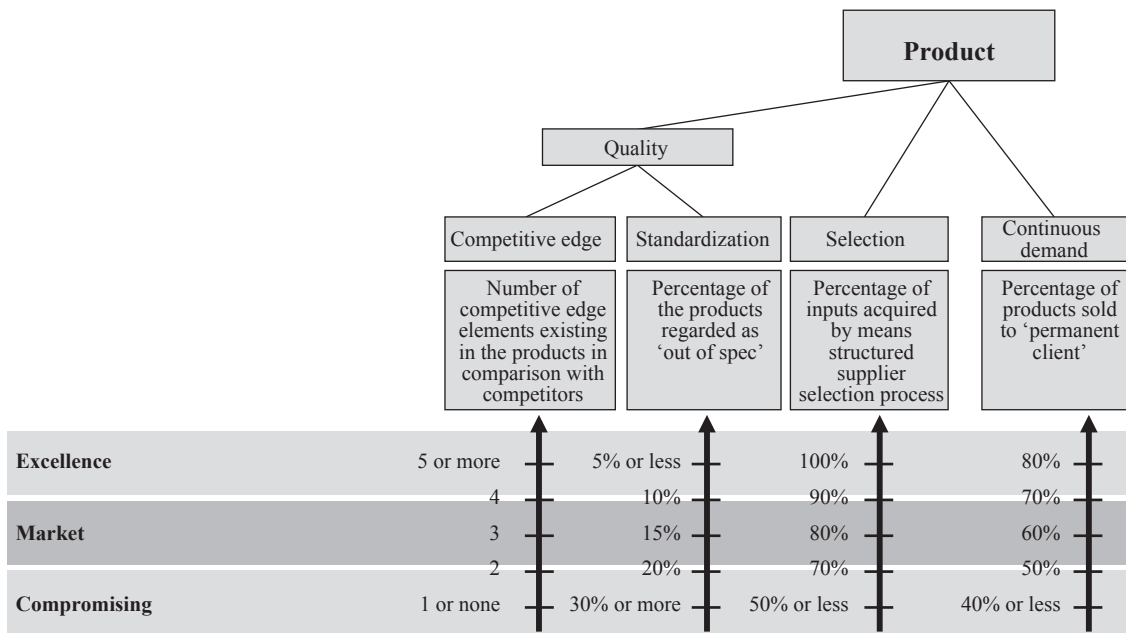 Product
Quality
Competitive edge
Standardization
Selection
Continuous
demand
Number of
competitive edge
elements existing
in the products in
comparison with
competitors
Percentage of
the products
regarded as
‘out of spec’
Percentage of
inputs acquired
by means
structured
supplier
selection process
Percentage of
products sold
to ‘permanent
client’
Excellence 5 or more 5% or less 100% 80%
4 10% 90% 70%
Market 3 15% 80% 60%
2 20% 70% 50%
Compromising 1 or none 30% or more 50% or less 40% or less